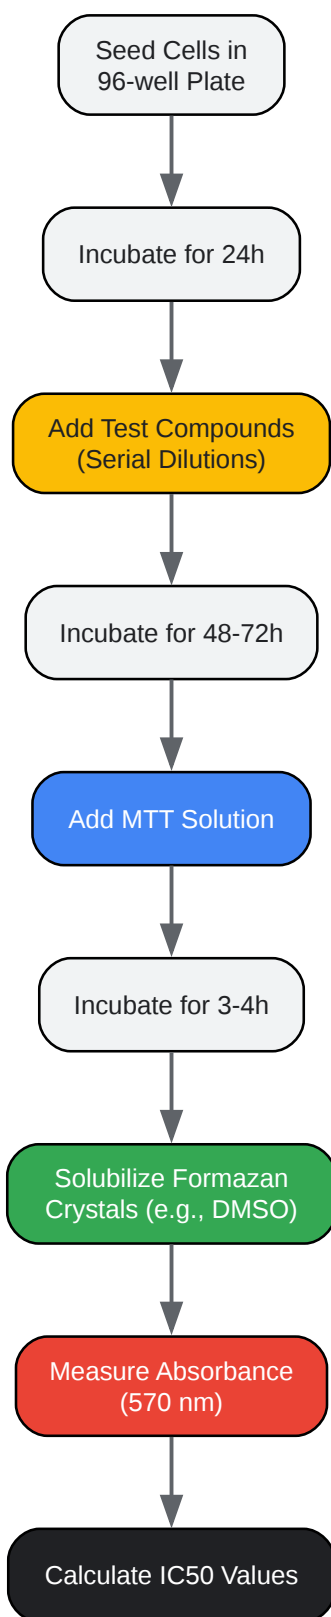 Seed Cells in
96-well Plate
Incubate for 24h
Add Test Compounds
(Serial Dilutions)
Incubate for 48-72h
Add MTT Solution
Incubate for 3-4h
Solubilize Formazan
Crystals (e.g., DMSO)
Measure Absorbance
(570 nm)
Calculate IC50 Values